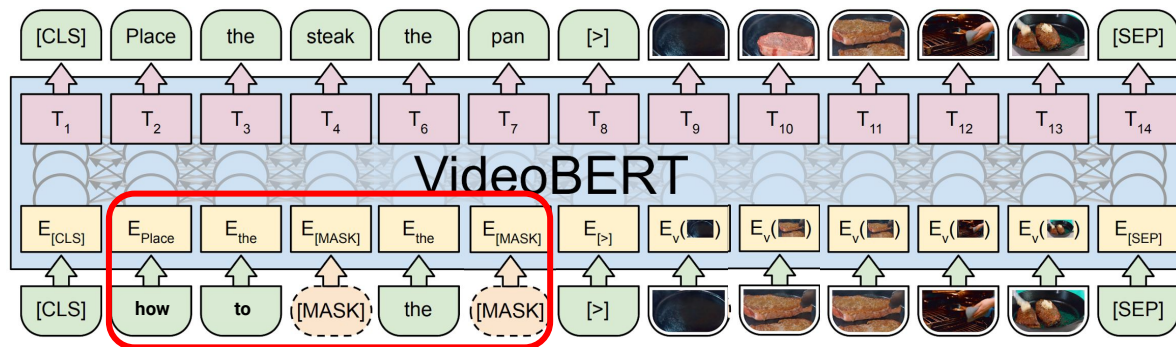 [CLS] Place the steak the pan [>] [SEP]
T1 T2 T3 T4 T6 T7 T8 T9 T10 T11 T12 T13 T14
VideoBERT
E[CLS] EPlace Ethe E[MASK] Ethe E[MASK] E[>] Ev( ) Ev( ) Ev( ) Ev( ) Ev( ) E[SEP]
[CLS] how to [MASK] the [MASK] [>] [SEP]